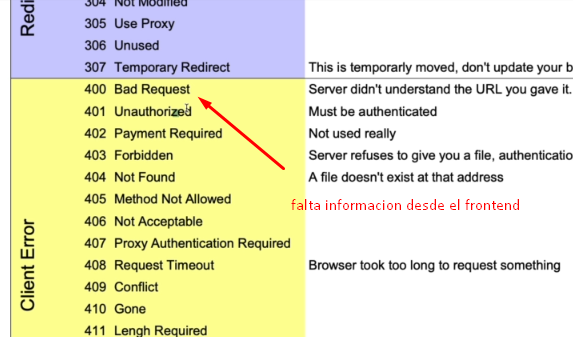 Redi
304 Not Modified
305 Use Proxy
306 Unused
307 Temporary Redirect This is temporarly moved, don't update your b
Client Error
400 Bad Request Server didn't understand the URL you gave it.
401 Unauthorized Must be authenticated
402 Payment Required Not used really
403 Forbidden Server refuses to give you a file, authenticatio
404 Not Found A file doesn't exist at that address
405 Method Not Allowed
falta informacion desde el frontend
406 Not Acceptable
407 Proxy Authentication Required
408 Request Timeout Browser took too long to request something
409 Conflict
410 Gone
411 Lengh Required